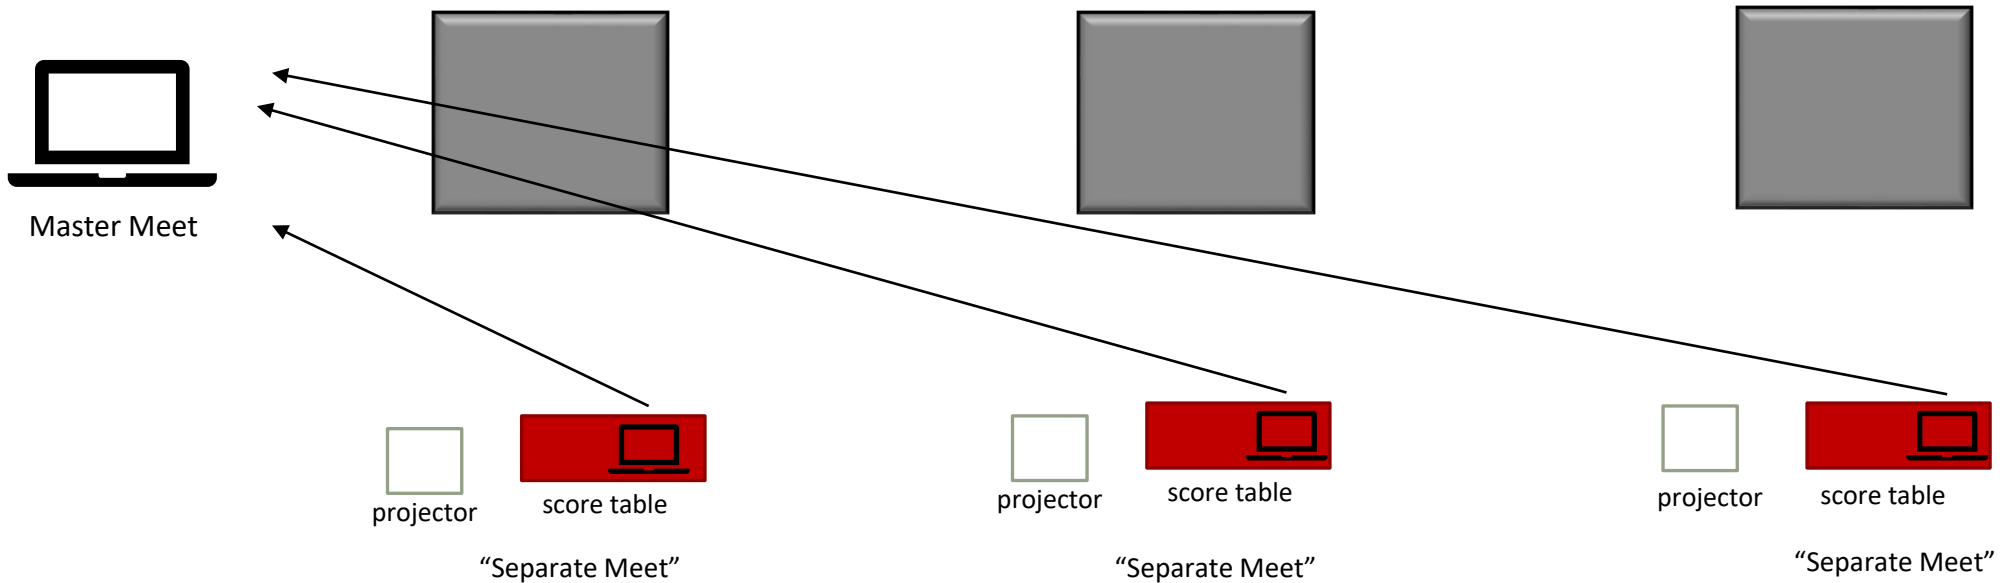 Master Meet
projector
score table
“Separate Meet”
projector
score table
“Separate Meet”
projector
score table
“Separate Meet”